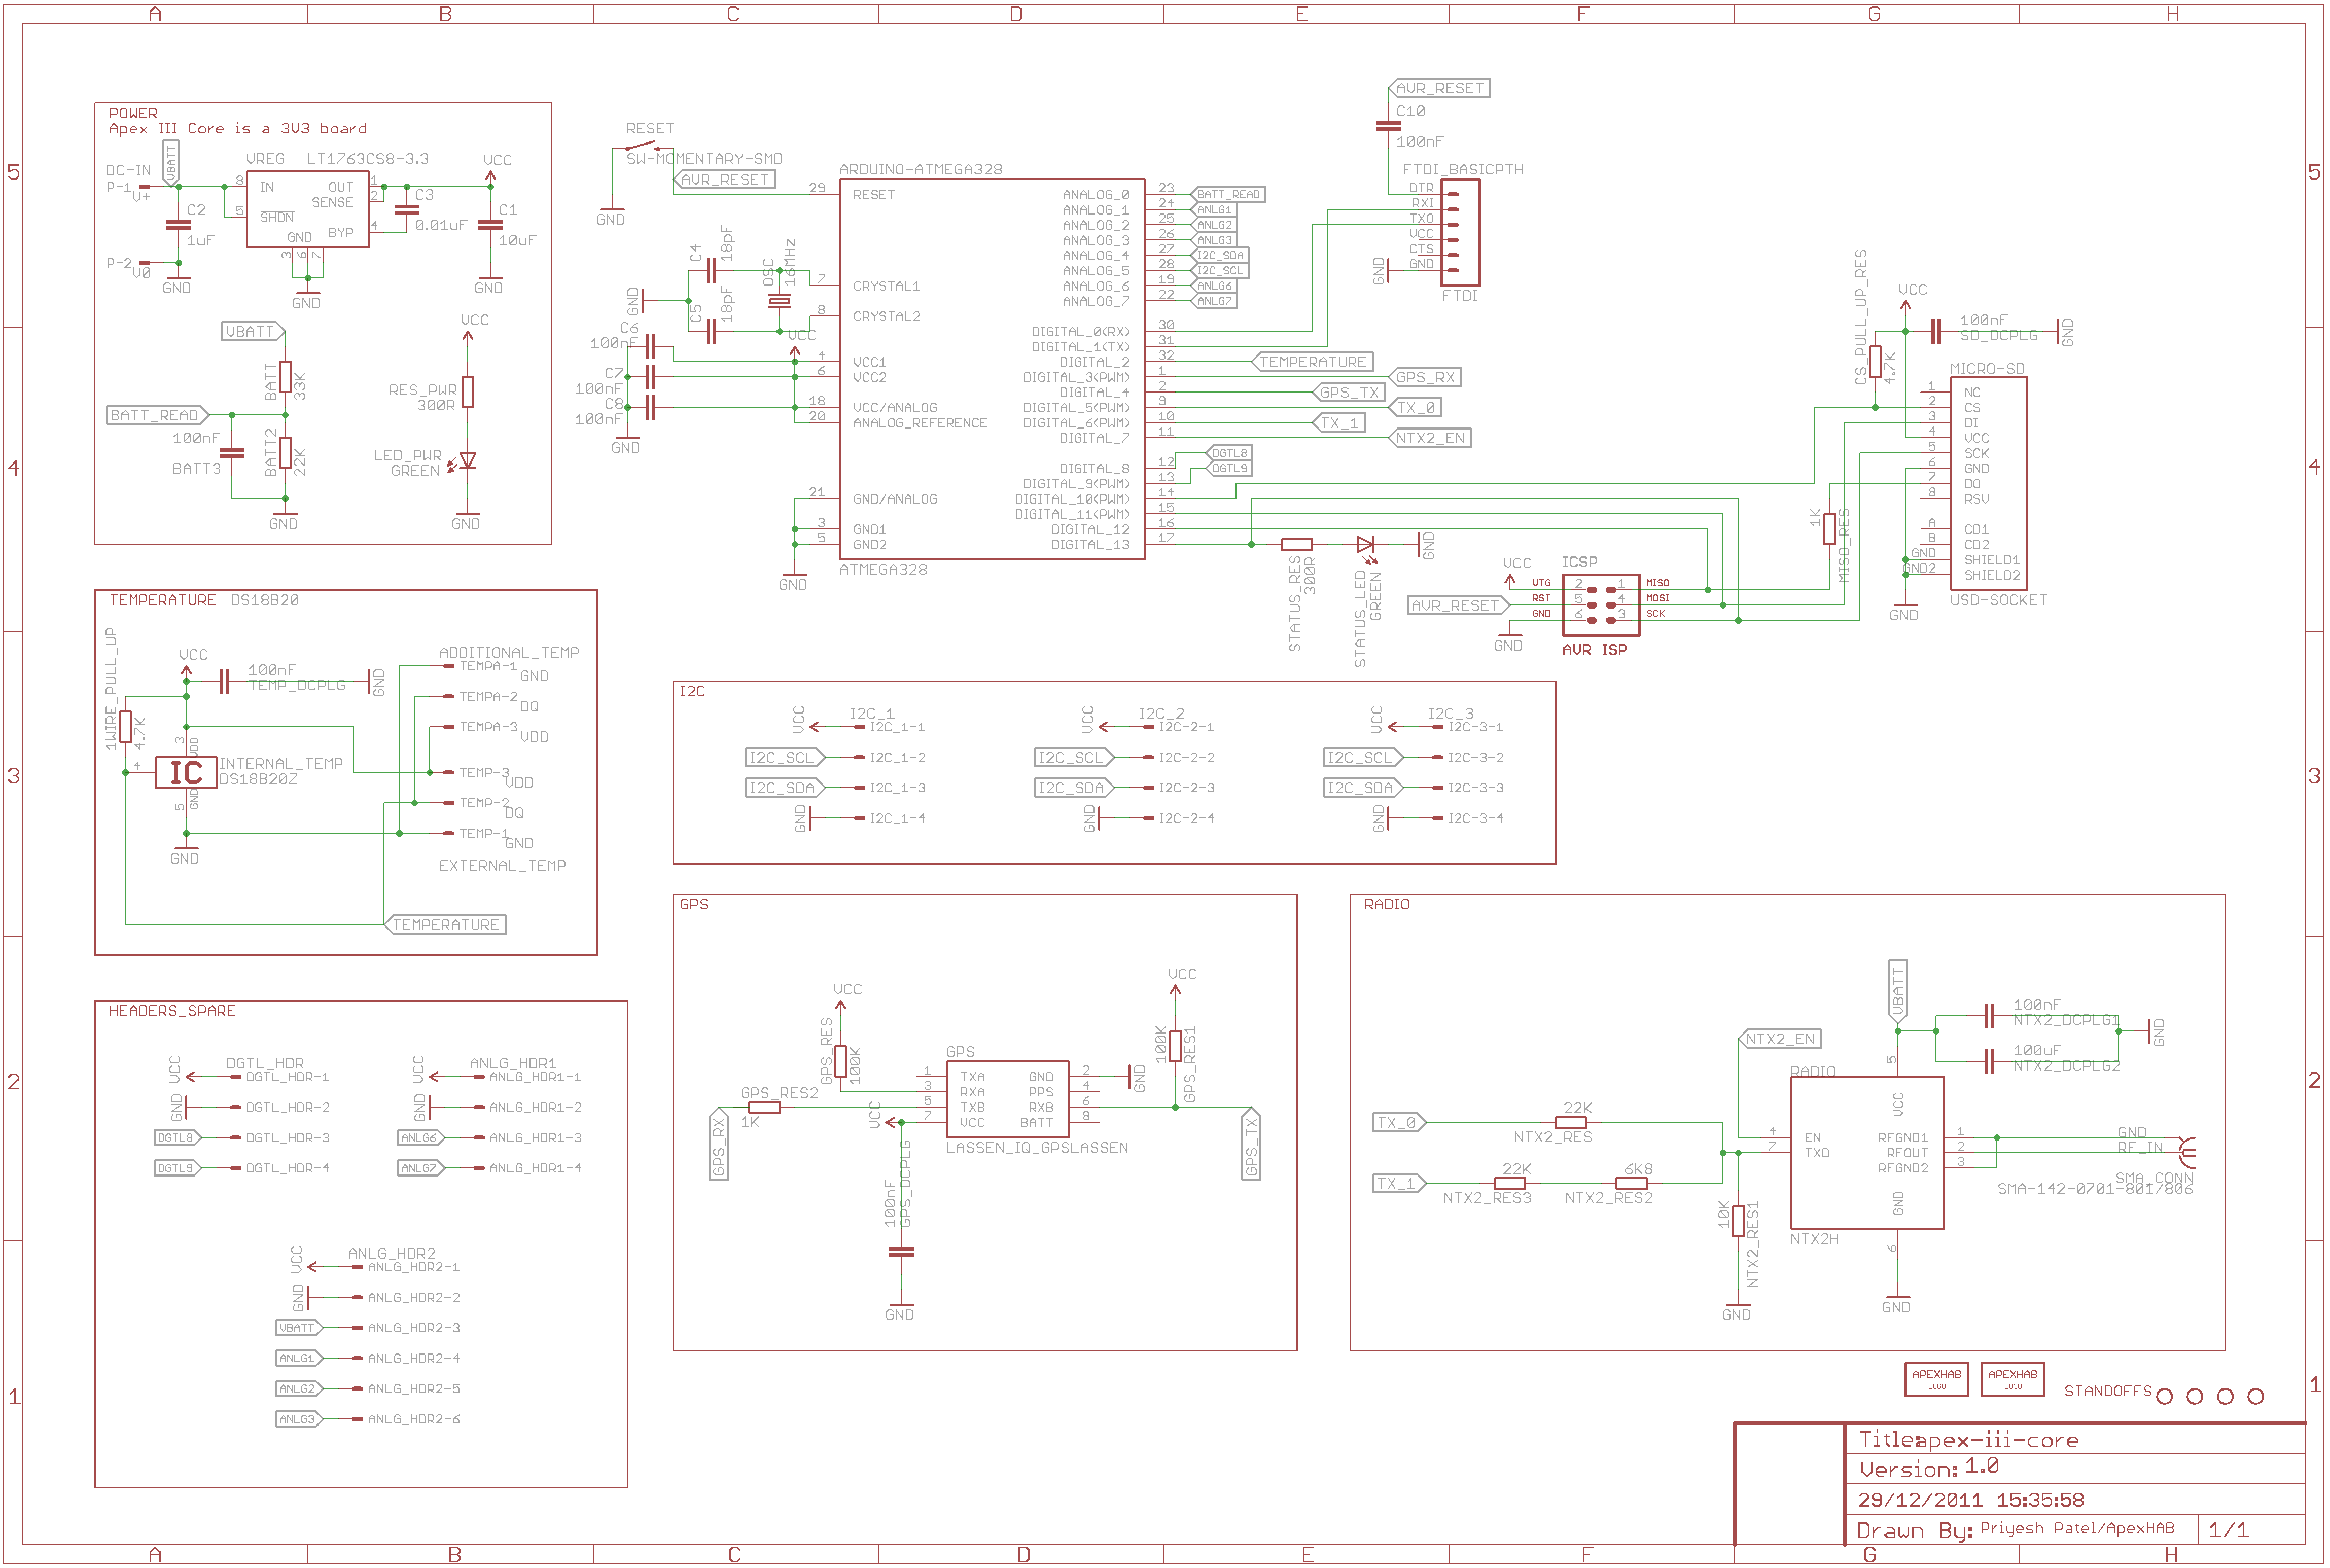 A B C D E F G H
5 4 3 2 1
POWER
Apex III Core is a 3V3 board
VBATT
DC-IN
P-1
V+
P-2
V0
C2
1uF
GND
VREG LT1763CS8-3.3
8 IN
5 SHDN
OUT 1
SENSE 2
BYP 4
GND
3 6 7
GND
C3
0.01uF
VCC
C1
10uF
GND
VBATT
BATT
33K
BATT_READ
100nF
BATT3
BATT2
22K
GND
VCC
RES_PWR
300R
LED_PWR
GREEN
GND
RESET
SW-MOMENTARY-SMD
AVR_RESET
GND
C4
18pF
C5
18pF
OSC
16MHz
GND
C6
100nF
C7
100nF
C8
100nF
GND
VCC
ARDUINO-ATMEGA328
29 RESET
7 CRYSTAL1
8 CRYSTAL2
4 VCC1
6 VCC2
18 VCC/ANALOG
20 ANALOG_REFERENCE
21 GND/ANALOG
3 GND1
5 GND2
GND
ANALOG_0 23 BATT_READ
ANALOG_1 24 ANLG1
ANALOG_2 25 ANLG2
ANALOG_3 26 ANLG3
ANALOG_4 27 I2C_SDA
ANALOG_5 28 I2C_SCL
ANALOG_6 19 ANLG6
ANALOG_7 22 ANLG7
DIGITAL_0(RX) 30
DIGITAL_1(TX) 31
DIGITAL_2 32 TEMPERATURE
DIGITAL_3(PWM) 1 GPS_RX
DIGITAL_4 2 GPS_TX
DIGITAL_5(PWM) 9 TX_0
DIGITAL_6(PWM) 10 TX_1
DIGITAL_7 11 NTX2_EN
DIGITAL_8 12 DGTL8
DIGITAL_9(PWM) 13 DGTL9
DIGITAL_10(PWM) 14
DIGITAL_11(PWM) 15
DIGITAL_12 16
DIGITAL_13 17
ATMEGA328
AVR_RESET
C10
100nF
FTDI_BASICPTH
DTR
RXI
TXO
VCC
CTS
GND
GND
FTDI
STATUS_RES
300R
STATUS_LED
GREEN
GND
ICSP
VCC
VTG 2 1 MISO
AVR_RESET RST 5 4 MOSI
GND 6 3 SCK
GND
AVR ISP
CS_PULL_UP_RES
4.7K
VCC
100nF
SD_DCPLG
GND
1K
MISO_RES
MICRO-SD
1 NC
2 CS
3 DI
4 VCC
5 SCK
6 GND
7 DO
8 RSV
A CD1
B CD2
GND SHIELD1
GND2 SHIELD2
USD-SOCKET
GND
TEMPERATURE DS18B20
1WIRE_PULL_UP
4.7K
VCC
100nF
TEMP_DCPLG
GND
3 VDD
4 IC
INTERNAL_TEMP
DS18B20Z
5 GND
GND
ADDITIONAL_TEMP
TEMPA-1
GND
TEMPA-2
DQ
TEMPA-3
VDD
TEMP-3
VDD
TEMP-2
DQ
TEMP-1
GND
EXTERNAL_TEMP
TEMPERATURE
I2C
VCC I2C_1 I2C_1-1
I2C_SCL I2C_1-2
I2C_SDA I2C_1-3
GND I2C_1-4
VCC I2C_2 I2C-2-1
I2C_SCL I2C-2-2
I2C_SDA I2C-2-3
GND I2C-2-4
VCC I2C_3 I2C-3-1
I2C_SCL I2C-3-2
I2C_SDA I2C-3-3
GND I2C-3-4
HEADERS_SPARE
DGTL_HDR
VCC DGTL_HDR-1
GND DGTL_HDR-2
DGTL8 DGTL_HDR-3
DGTL9 DGTL_HDR-4
ANLG_HDR1
VCC ANLG_HDR1-1
GND ANLG_HDR1-2
ANLG6 ANLG_HDR1-3
ANLG7 ANLG_HDR1-4
ANLG_HDR2
VCC ANLG_HDR2-1
GND ANLG_HDR2-2
VBATT ANLG_HDR2-3
ANLG1 ANLG_HDR2-4
ANLG2 ANLG_HDR2-5
ANLG3 ANLG_HDR2-6
GPS
VCC
GPS_RES
100K
GPS_RES2
1K
GPS_RX
VCC
GPS
1 TXA GND 2
3 RXA PPS 4
5 TXB RXB 6
7 VCC BATT 8
LASSEN_IQ_GPSLASSEN
GND
VCC
100K
GPS_RES1
GPS_TX
100nF
GPS_DCPLG
GND
RADIO
VBATT
100nF
NTX2_DCPLG1
100uF
NTX2_DCPLG2
GND
NTX2_EN
TX_0
22K
NTX2_RES
TX_1
22K
NTX2_RES3
6K8
NTX2_RES2
10K
NTX2_RES1
GND
RADIO
5 VCC
4 EN
7 TXD
RFGND1 1
RFOUT 2
RFGND2 3
GND 6
NTX2H
GND
GND
RF_IN
SMA_CONN
SMA-142-0701-801/806
APEXHAB
LOGO
APEXHAB
LOGO
STANDOFFS
Title: apex-iii-core
Version: 1.0
29/12/2011 15:35:58
Drawn By: Priyesh Patel/ApexHAB 1/1
A B C D E F G H
5 4 3 2 1